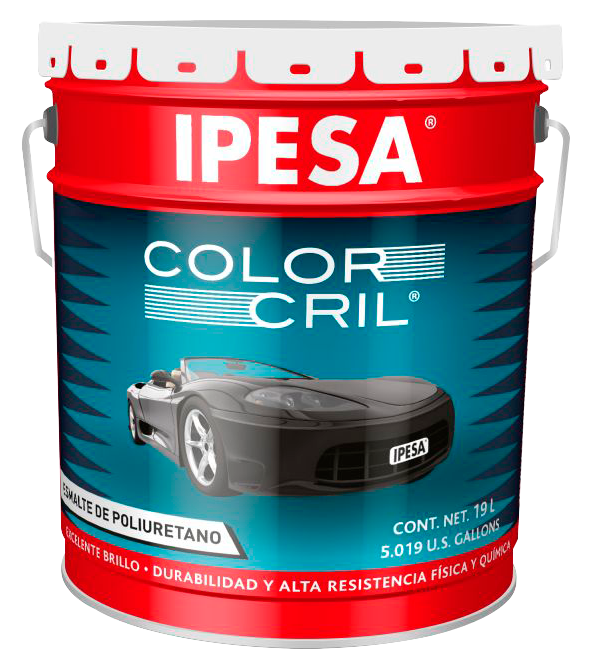 IPESA®
COLOR
CRIL®
IPESA
ESMALTE DE POLIURETANO
CONT. NET. 19 L
5.019 U.S. GALLONS
EXCELENTE BRILLO • DURABILIDAD Y ALTA RESISTENCIA FÍSICA Y QUÍMICA